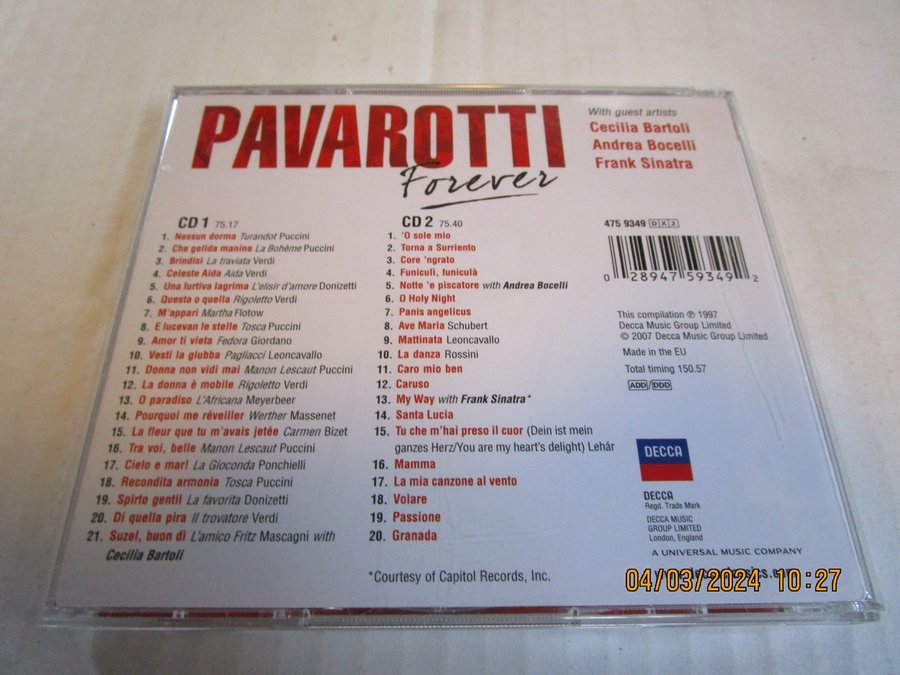 PAVAROTTI
Forever
With guest artists
Cecilia Bartoli
Andrea Bocelli
Frank Sinatra
CD 1 75.17
1. Nessun dorma Turandot Puccini
2. Che gelida manina La Bohème Puccini
3. Brindisi La traviata Verdi
4. Celeste Aida Aida Verdi
5. Una furtiva lagrima L'elisir d'amore Donizetti
6. Questa o quella Rigoletto Verdi
7. M'apparì Martha Flotow
8. E lucevan le stelle Tosca Puccini
9. Amor ti vieta Fedora Giordano
10. Vesti la giubba Pagliacci Leoncavallo
11. Donna non vidi mai Manon Lescaut Puccini
12. La donna è mobile Rigoletto Verdi
13. O paradiso L'Africana Meyerbeer
14. Pourquoi me réveiller Werther Massenet
15. La fleur que tu m'avais jetée Carmen Bizet
16. Tra voi, belle Manon Lescaut Puccini
17. Cielo e mar! La Gioconda Ponchielli
18. Recondita armonia Tosca Puccini
19. Spirto gentil La favorita Donizetti
20. Di quella pira Il trovatore Verdi
21. Suzel, buon dì L'amico Fritz Mascagni with
Cecilia Bartoli
CD 2 75.40
1. 'O sole mio
2. Torna a Surriento
3. Core 'ngrato
4. Funiculì, funiculà
5. Notte 'e piscatore with Andrea Bocelli
6. O Holy Night
7. Panis angelicus
8. Ave Maria Schubert
9. Mattinata Leoncavallo
10. La danza Rossini
11. Caro mio ben
12. Caruso
13. My Way with Frank Sinatra*
14. Santa Lucia
15. Tu che m'hai preso il cuor (Dein ist mein
ganzes Herz/You are my heart's delight) Lehár
16. Mamma
17. La mia canzone al vento
18. Volare
19. Passione
20. Granada
*Courtesy of Capitol Records, Inc.
475 9349 DX2
0 28947 59349 2
This compilation ℗ 1997
Decca Music Group Limited
© 2007 Decca Music Group Limited
Made in the EU
Total timing 150.57
ADD/DDD
DECCA
DECCA
Regd. Trade Mark
DECCA MUSIC
GROUP LIMITED
London, England
A UNIVERSAL MUSIC COMPANY
04/03/2024 10:27